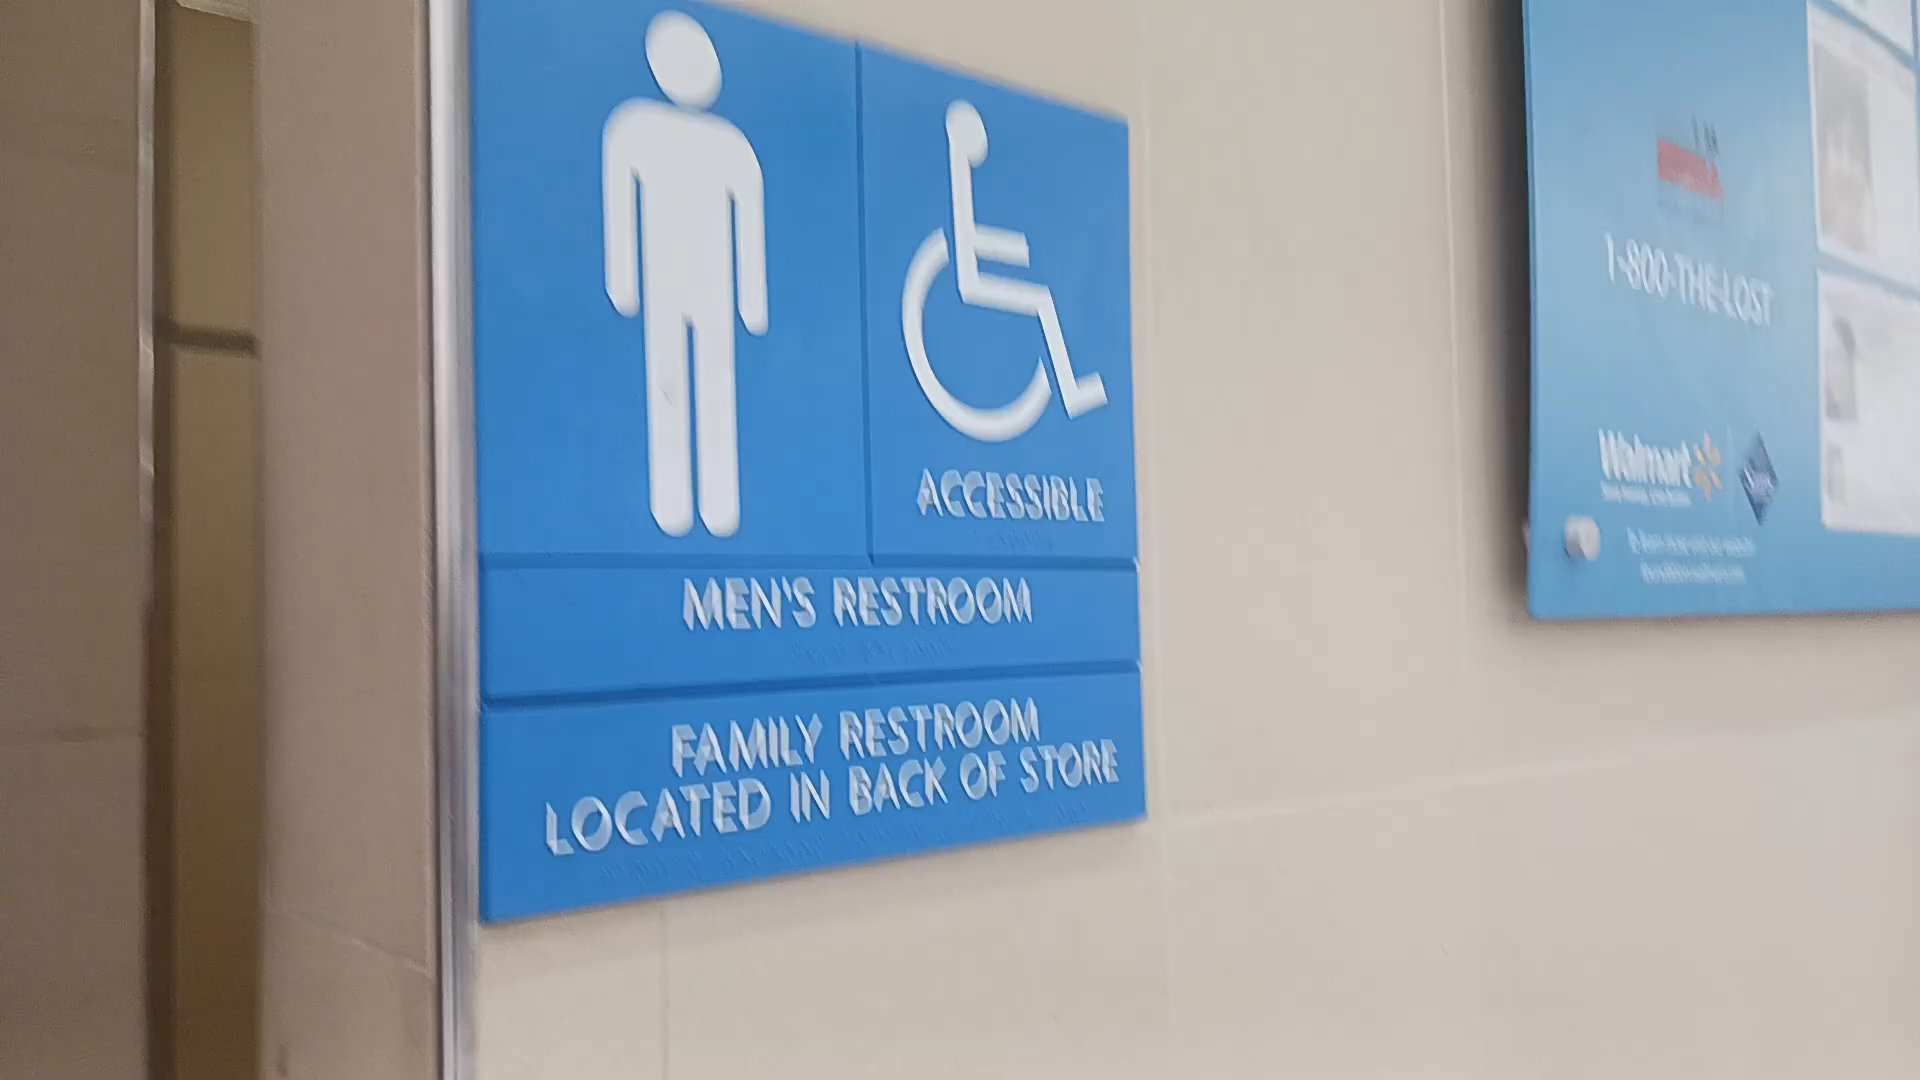 ACCESSIBLE
MEN'S RESTROOM
FAMILY RESTROOM
LOCATED IN BACK OF STORE
1-800-THE-LOST
Walmart